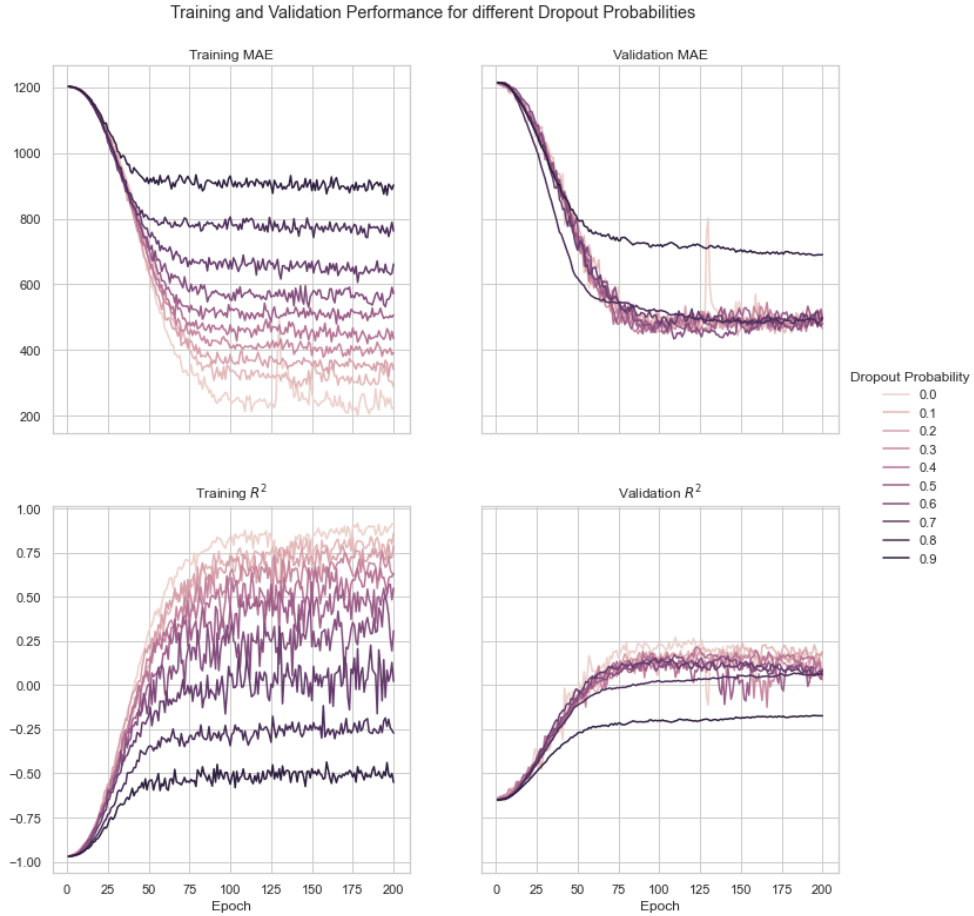 Training and Validation Performance for different Dropout Probabilities
Training MAE
Validation MAE
1200
1000
800
600
400
200
Dropout Probability
0.0
0.1
0.2
0.3
0.4
0.5
0.6
0.7
0.8
0.9
Training R²
Validation R²
1.00
0.75
0.50
0.25
0.00
−0.25
−0.50
−0.75
−1.00
0 25 50 75 100 125 150 175 200
0 25 50 75 100 125 150 175 200
Epoch
Epoch